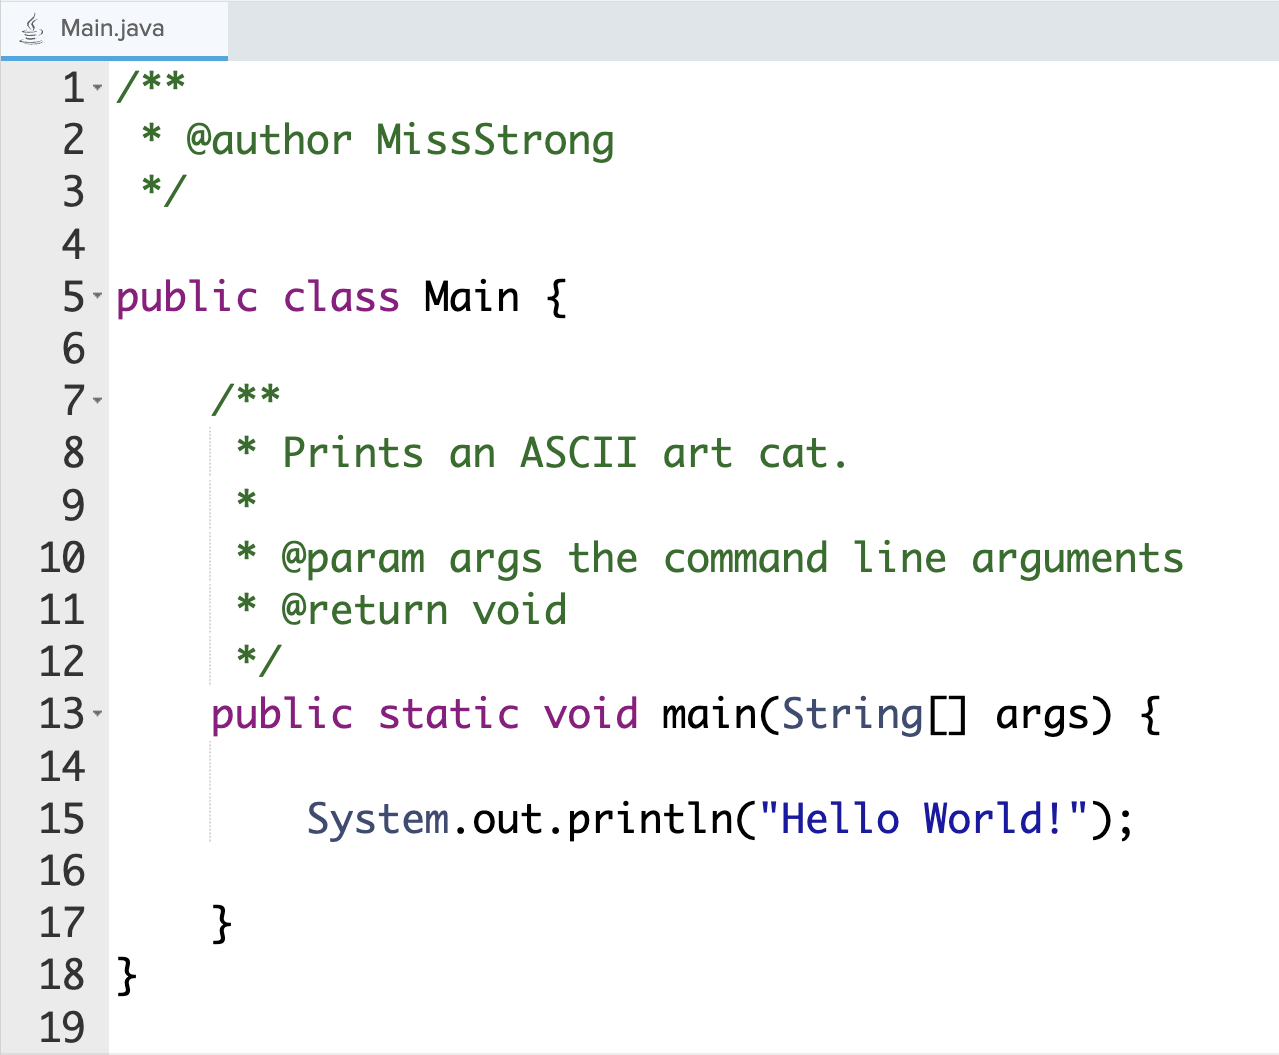 Main.java
1 /**
2  * @author MissStrong
3  */
4
5 public class Main {
6
7     /**
8      * Prints an ASCII art cat.
9      *
10      * @param args the command line arguments
11      * @return void
12      */
13     public static void main(String[] args) {
14
15         System.out.println("Hello World!");
16
17     }
18 }
19